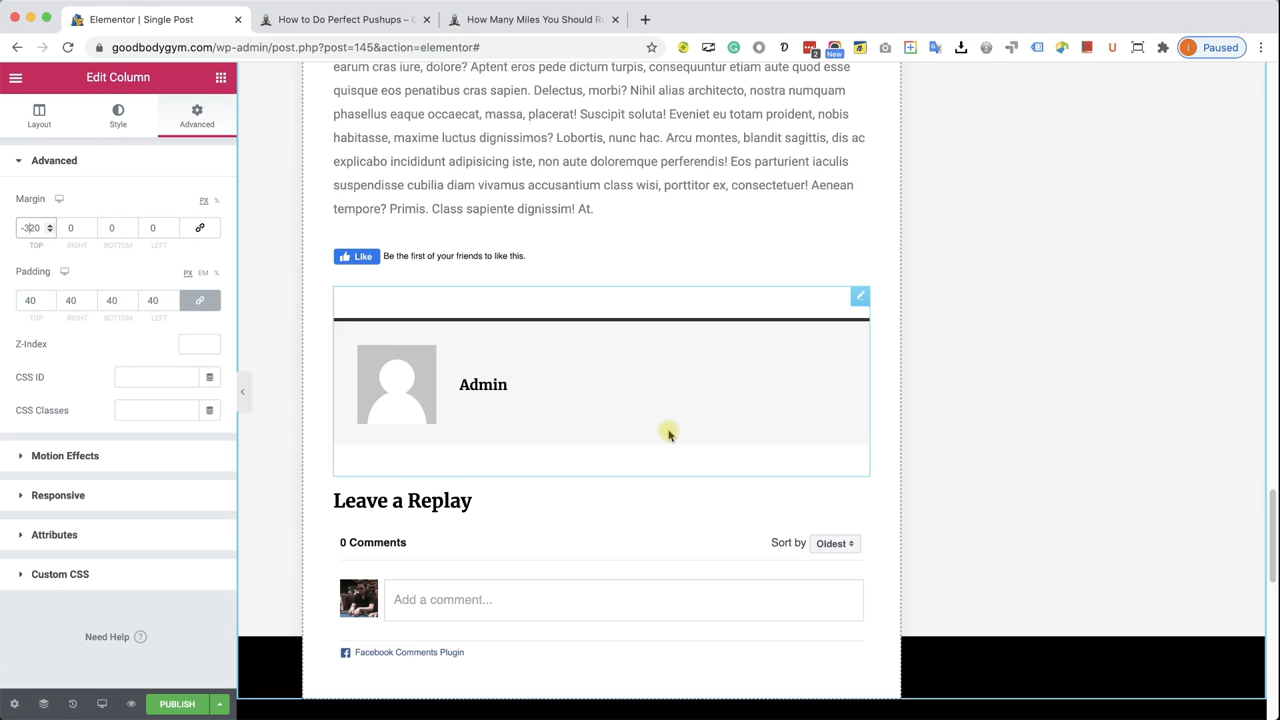 Elementor | Single Post
How to Do Perfect Pushups – G
How Many Miles You Should Ru
goodbodygym.com/wp-admin/post.php?post=145&action=elementor#
2
New
Paused
Edit Column
Layout
Style
Advanced
Advanced
Margin
PX %
-320 0 0 0
TOP RIGHT BOTTOM LEFT
Padding
PX EM %
40 40 40 40
TOP RIGHT BOTTOM LEFT
Z-Index
CSS ID
CSS Classes
Motion Effects
Responsive
Attributes
Custom CSS
Need Help ?
PUBLISH
earum cras iure, dolore? Aptent eros pede dictum turpis, consequuntur etiam aute quod esse
quisque eos penatibus cras sapien. Delectus, morbi? Nihil alias architecto, nostra numquam
phasellus eaque occaecat, massa, placerat! Suscipit soluta! Eveniet eu totam proident, nobis
habitasse, maxime luctus dignissimos? Lobortis, nunc hac. Arcu montes, blandit sagittis, dis ac
explicabo incididunt adipisicing iste, non aute doloremque perferendis! Eos parturient iaculis
suspendisse cubilia diam vivamus accusantium class wisi, porttitor ex, consectetuer! Aenean
tempore? Primis. Class sapiente dignissim! At.
Like Be the first of your friends to like this.
Admin
Leave a Replay
0 Comments
Sort by Oldest
Add a comment...
Facebook Comments Plugin